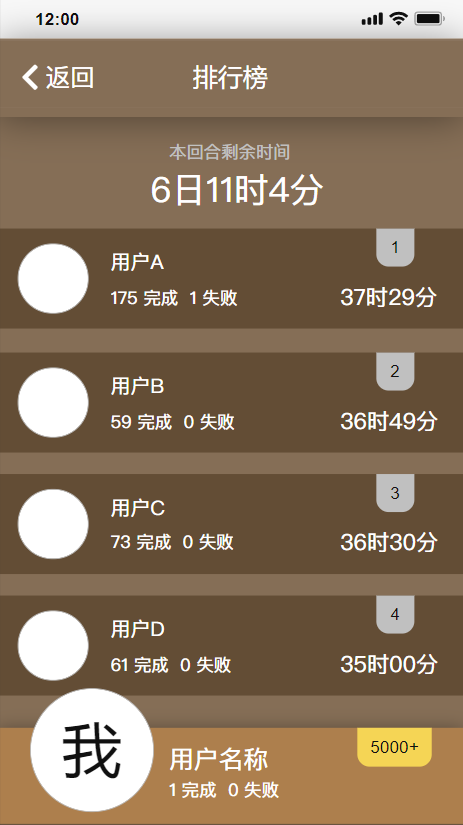 12:00
返回 排行榜
本回合剩余时间
6日11时4分
1
用户A
175 完成 1 失败 37时29分
2
用户B
59 完成 0 失败 36时49分
3
用户C
73 完成 0 失败 36时30分
4
用户D
61 完成 0 失败 35时00分
我
5000+
用户名称
1 完成 0 失败